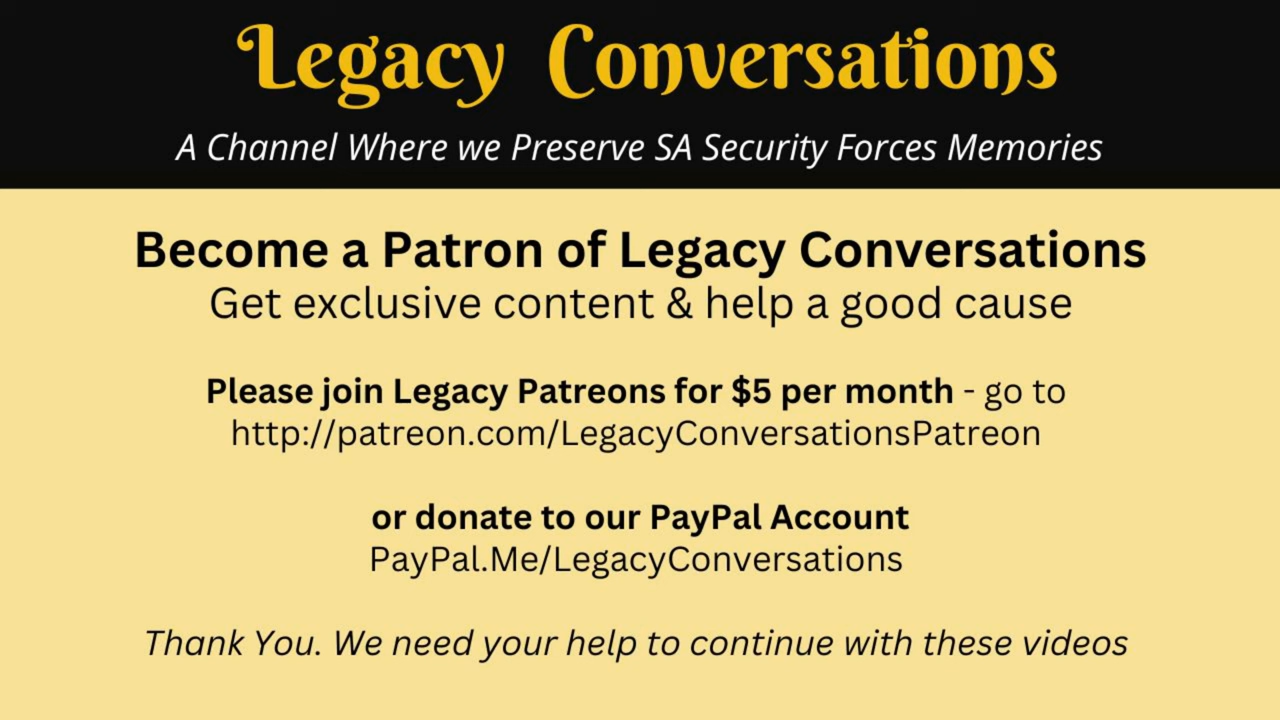 Legacy Conversations
A Channel Where we Preserve SA Security Forces Memories
Become a Patron of Legacy Conversations
Get exclusive content & help a good cause
Please join Legacy Patreons for $5 per month - go to
http://patreon.com/LegacyConversationsPatreon
or donate to our PayPal Account
PayPal.Me/LegacyConversations
Thank You. We need your help to continue with these videos